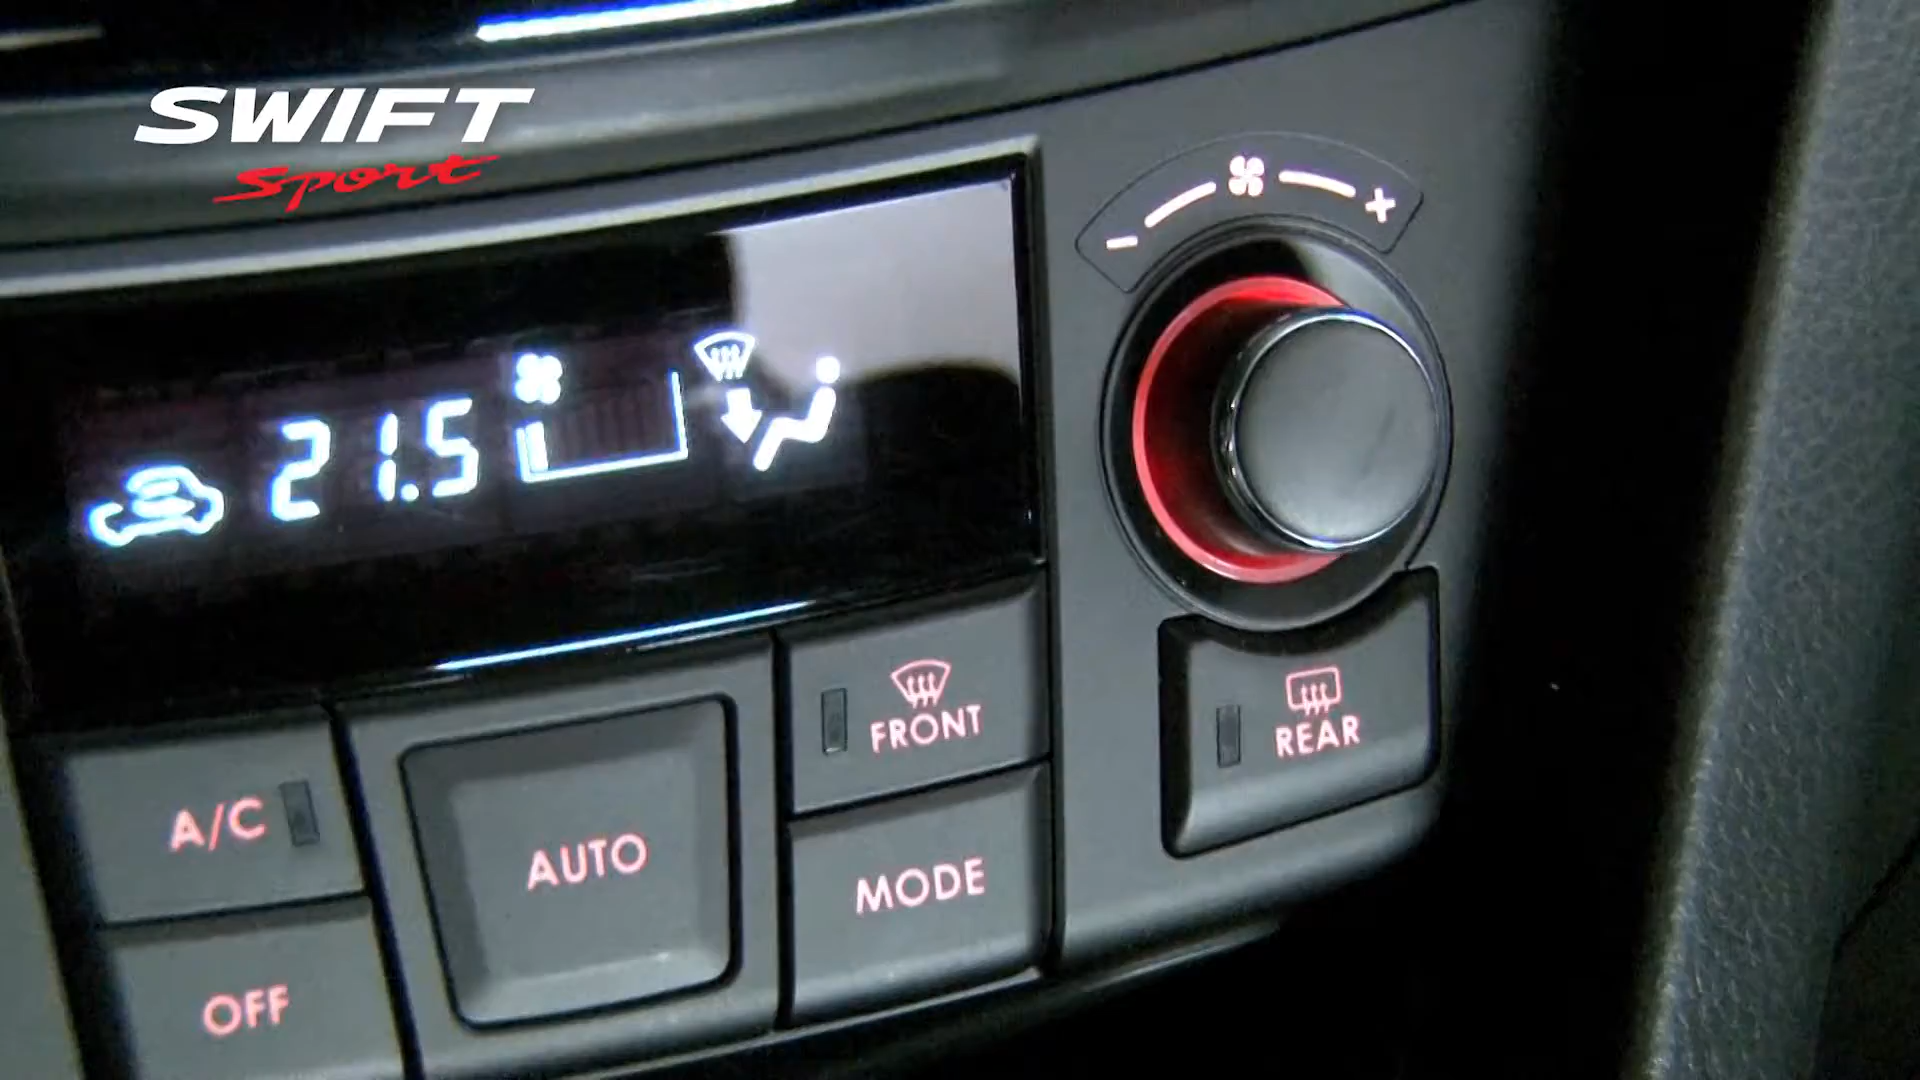 SWIFT
Sport
- +
21.5
FRONT
REAR
A/C
AUTO
MODE
OFF